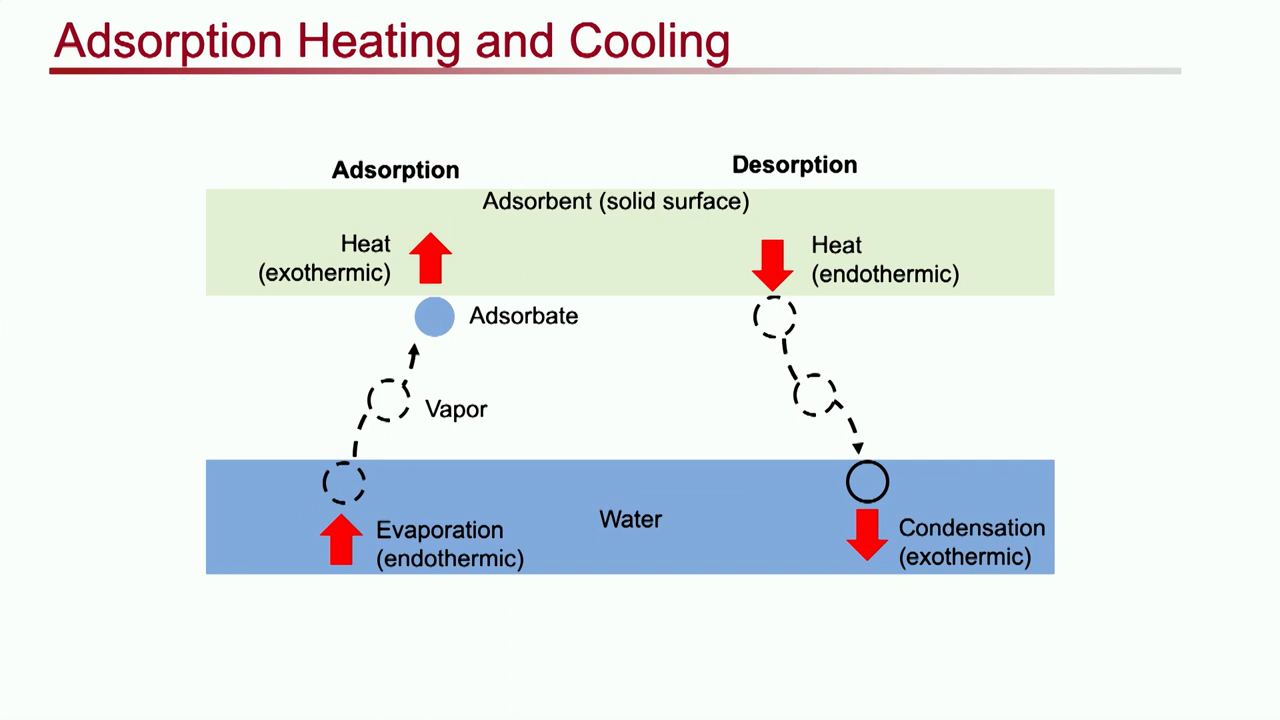 Adsorption Heating and Cooling
Adsorption
Desorption
Adsorbent (solid surface)
Heat
(exothermic)
Heat
(endothermic)
Adsorbate
Vapor
Water
Evaporation
(endothermic)
Condensation
(exothermic)